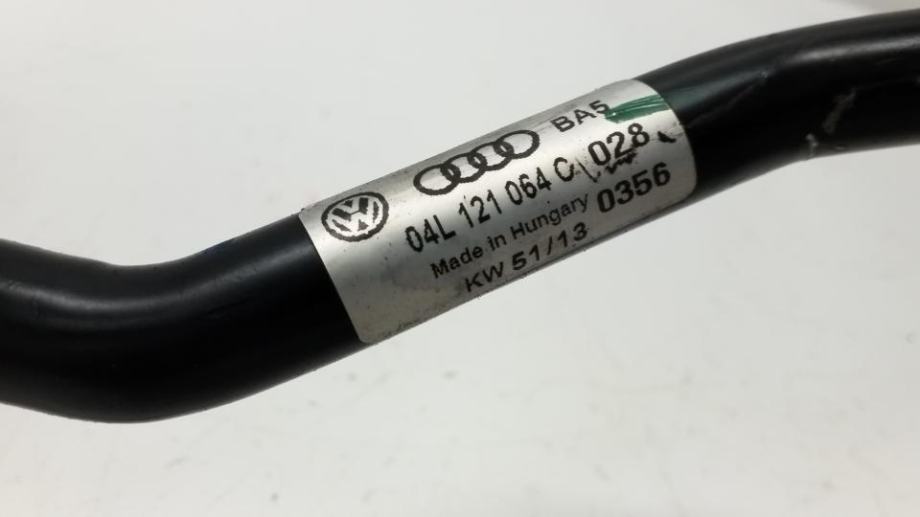 BA5
04L 121 064 C 028
Made in Hungary 0356
KW 51/13